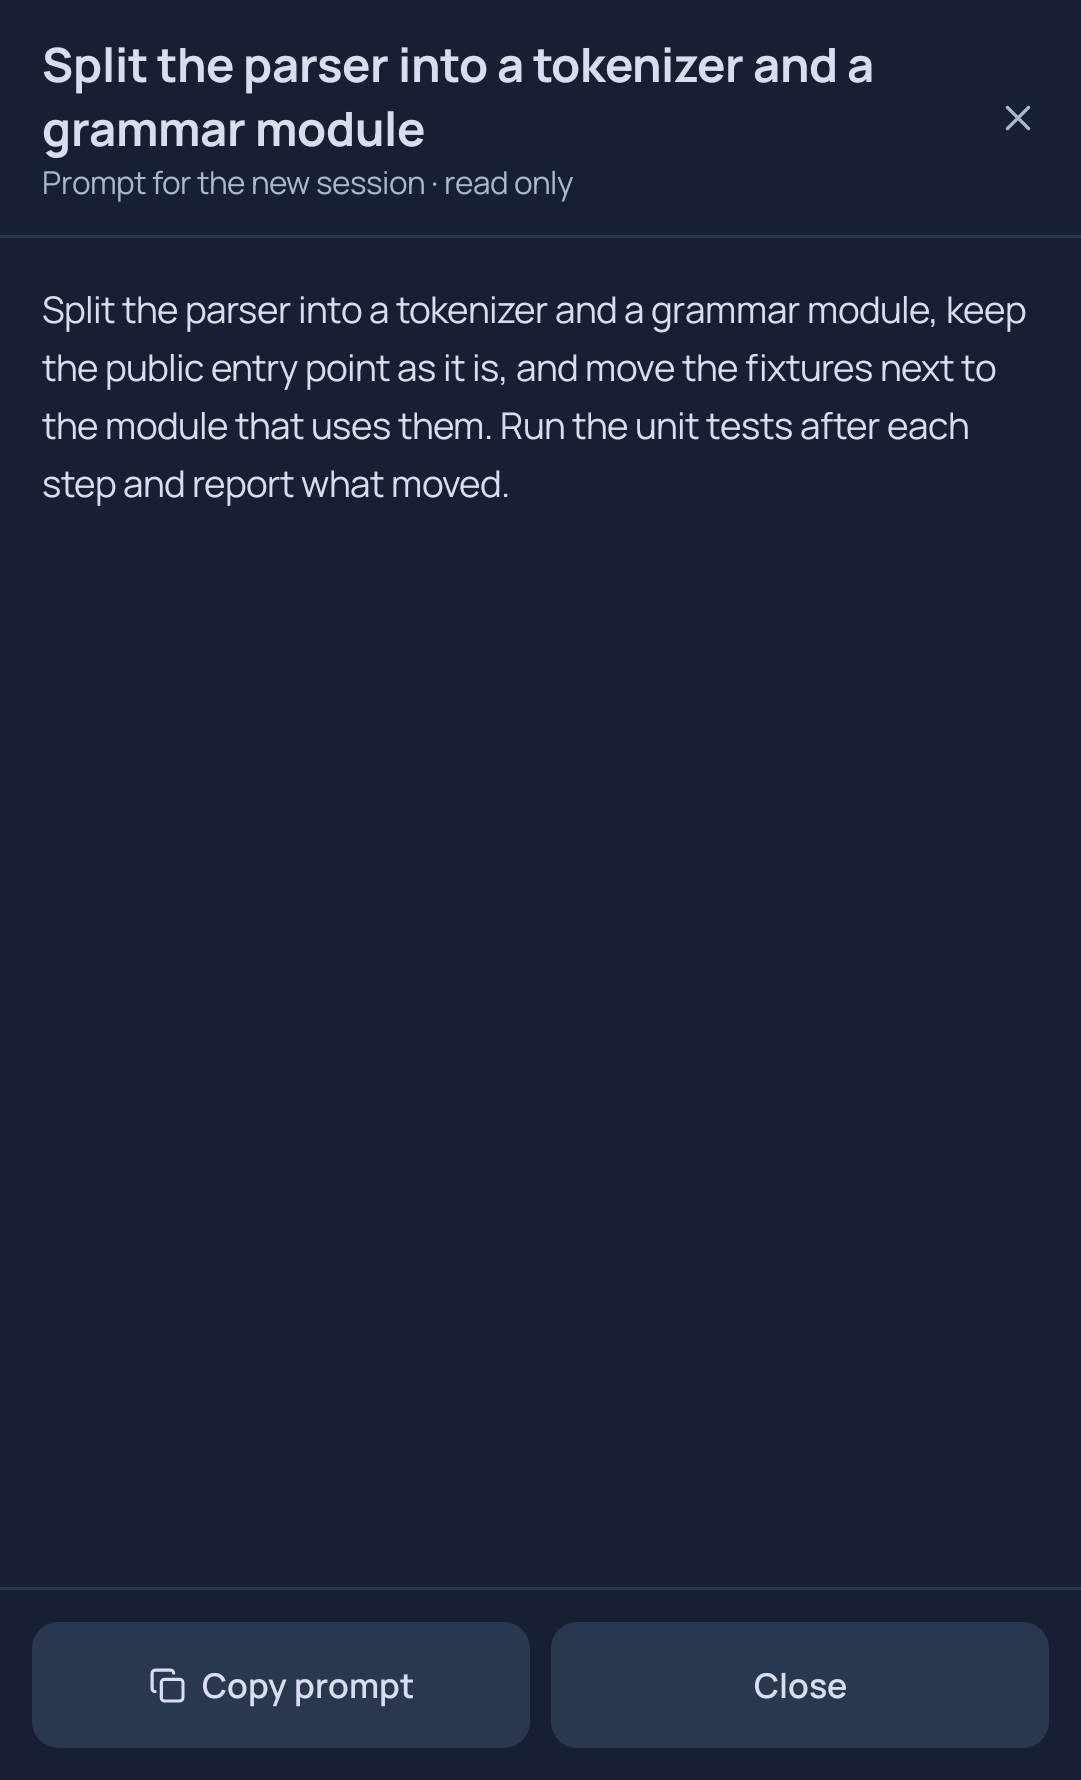 Split the parser into a tokenizer and a
grammar module
Prompt for the new session · read only
Split the parser into a tokenizer and a grammar module, keep
the public entry point as it is, and move the fixtures next to
the module that uses them. Run the unit tests after each
step and report what moved.
Copy prompt
Close